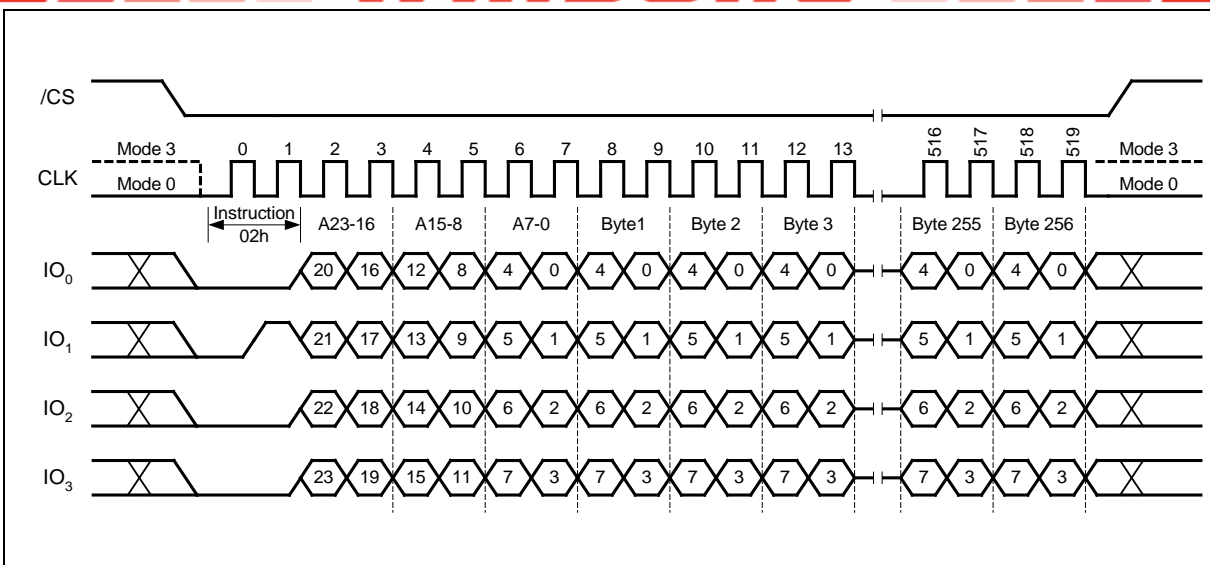 /CS
Mode 3 0 1 2 3 4 5 6 7 8 9 10 11 12 13 516 517 518 519 Mode 3
CLK
Mode 0 Mode 0
Instruction
02h
A23-16 A15-8 A7-0 Byte1 Byte 2 Byte 3 Byte 255 Byte 256
IO0 20 16 12 8 4 0 4 0 4 0 4 0 4 0 4 0
IO1 21 17 13 9 5 1 5 1 5 1 5 1 5 1 5 1
IO2 22 18 14 10 6 2 6 2 6 2 6 2 6 2 6 2
IO3 23 19 15 11 7 3 7 3 7 3 7 3 7 3 7 3